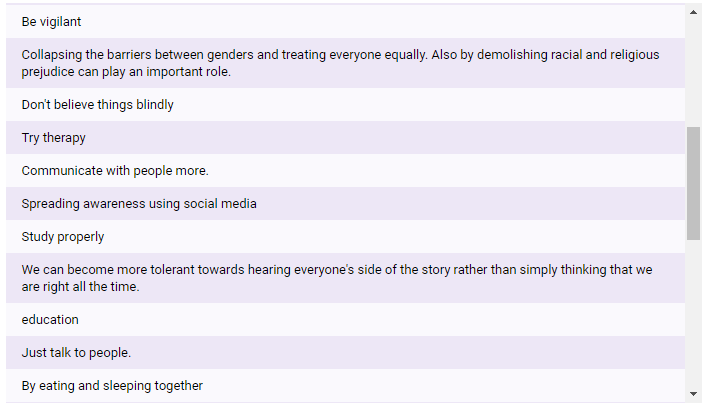 Be vigilant
Collapsing the barriers between genders and treating everyone equally. Also by demolishing racial and religious
prejudice can play an important role.
Don't believe things blindly
Try therapy
Communicate with people more.
Spreading awareness using social media
Study properly
We can become more tolerant towards hearing everyone's side of the story rather than simply thinking that we
are right all the time.
education
Just talk to people.
By eating and sleeping together